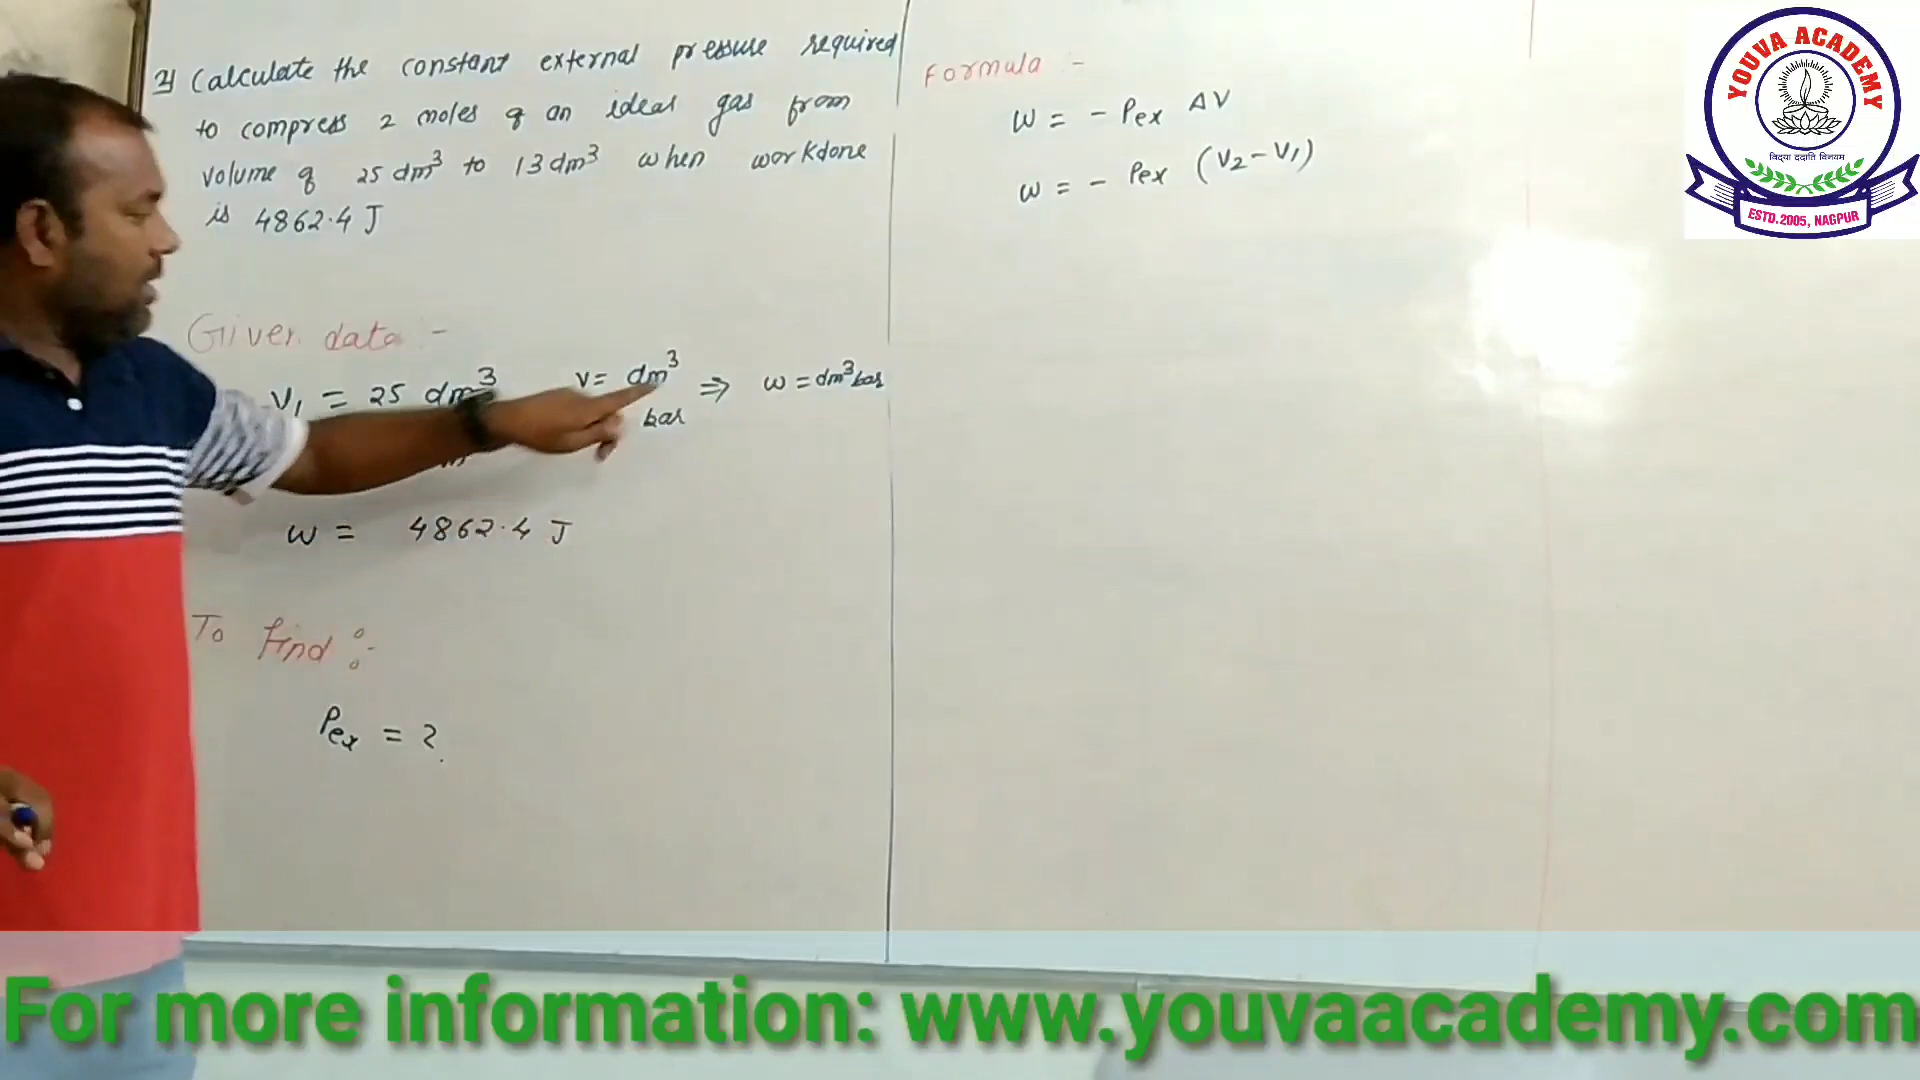 2) Calculate the constant external pressure required
to compress 2 moles of an ideal gas from
volume of 25 dm³ to 13 dm³ when workdone
is 4862.4 J
Given data :-
V₁ = 25 dm³
V = dm³ ⇒ W = dm³ bar
bar
W = 4862.4 J
To find :-
Pex = ?
Formula :-
W = - Pex ΔV
W = - Pex (V₂-V₁)
YOUVA ACADEMY
विद्या ददाति विनयम
ESTD.2005, NAGPUR
For more information: www.youvaacademy.com